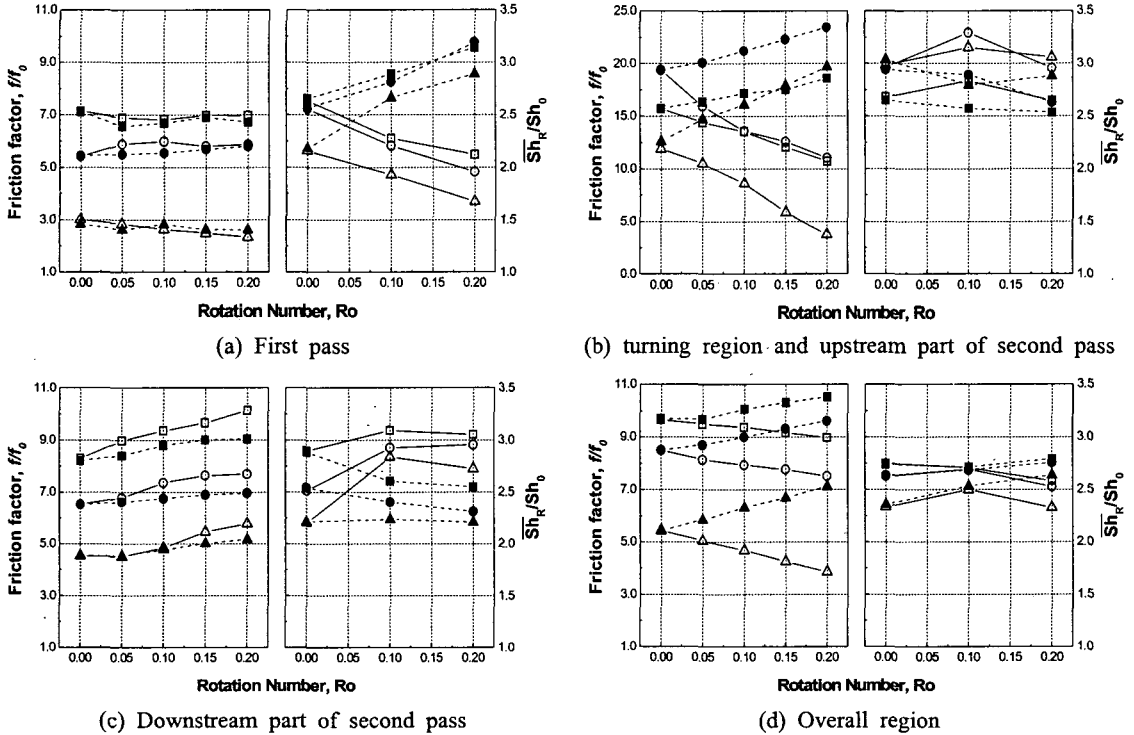 11.0
9.0
7.0
5.0
3.0
1.0
Friction factor, f/f0
0.00 0.05 0.10 0.15 0.20
0.00 0.05 0.10 0.15 0.20
3.5
3.0
2.5
2.0
1.5
1.0
ShR/Sh0
Rotation Number, Ro
(a) First pass
25.0
20.0
15.0
10.0
5.0
0.0
Friction factor, f/f0
0.00 0.05 0.10 0.15 0.20
0.00 0.05 0.10 0.15 0.20
3.5
3.0
2.5
2.0
1.5
1.0
ShR/Sh0
Rotation Number, Ro
(b) turning region and upstream part of second pass
11.0
9.0
7.0
5.0
3.0
1.0
Friction factor, f/f0
0.00 0.05 0.10 0.15 0.20
0.00 0.05 0.10 0.15 0.20
3.5
3.0
2.5
2.0
1.5
1.0
ShR/Sh0
Rotation Number, Ro
(c) Downstream part of second pass
11.0
9.0
7.0
5.0
3.0
1.0
Friction factor, f/f0
0.00 0.05 0.10 0.15 0.20
0.00 0.05 0.10 0.15 0.20
3.5
3.0
2.5
2.0
1.5
1.0
ShR/Sh0
Rotation Number, Ro
(d) Overall region